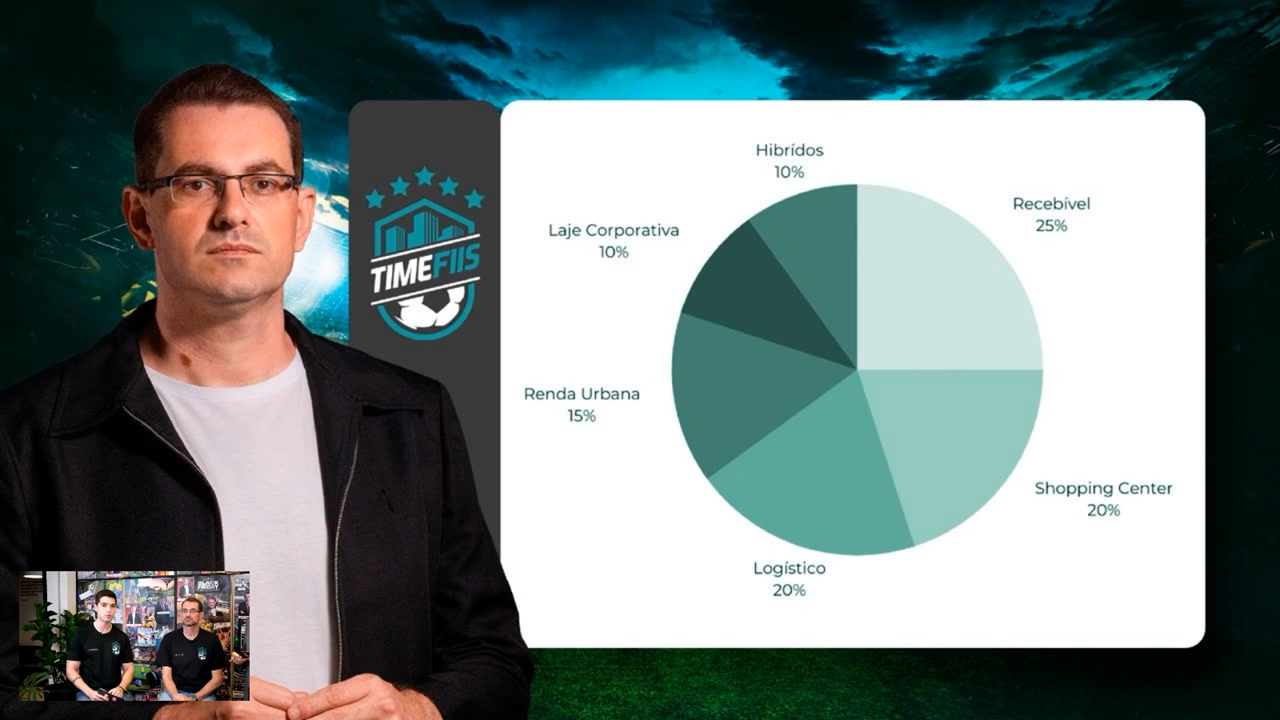 TIMEFIIS
Hibrídos
10%
Recebível
25%
Laje Corporativa
10%
Renda Urbana
15%
Shopping Center
20%
Logístico
20%